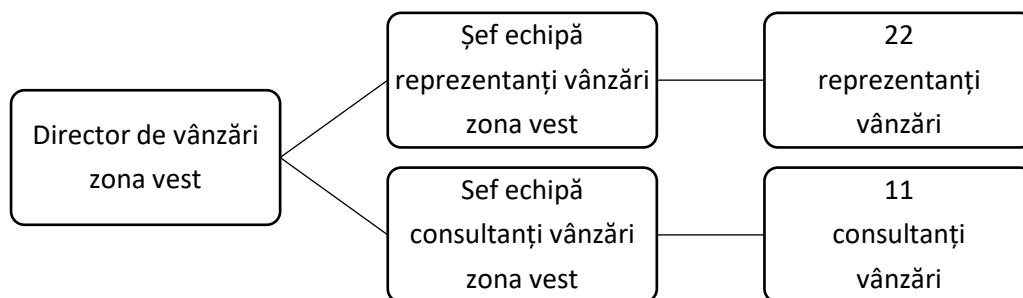 Director de vânzări
zona vest
Șef echipă
reprezentanți vânzări
zona vest
22
reprezentanți
vânzări
Sef echipă
consultanți vânzări
zona vest
11
consultanți
vânzări